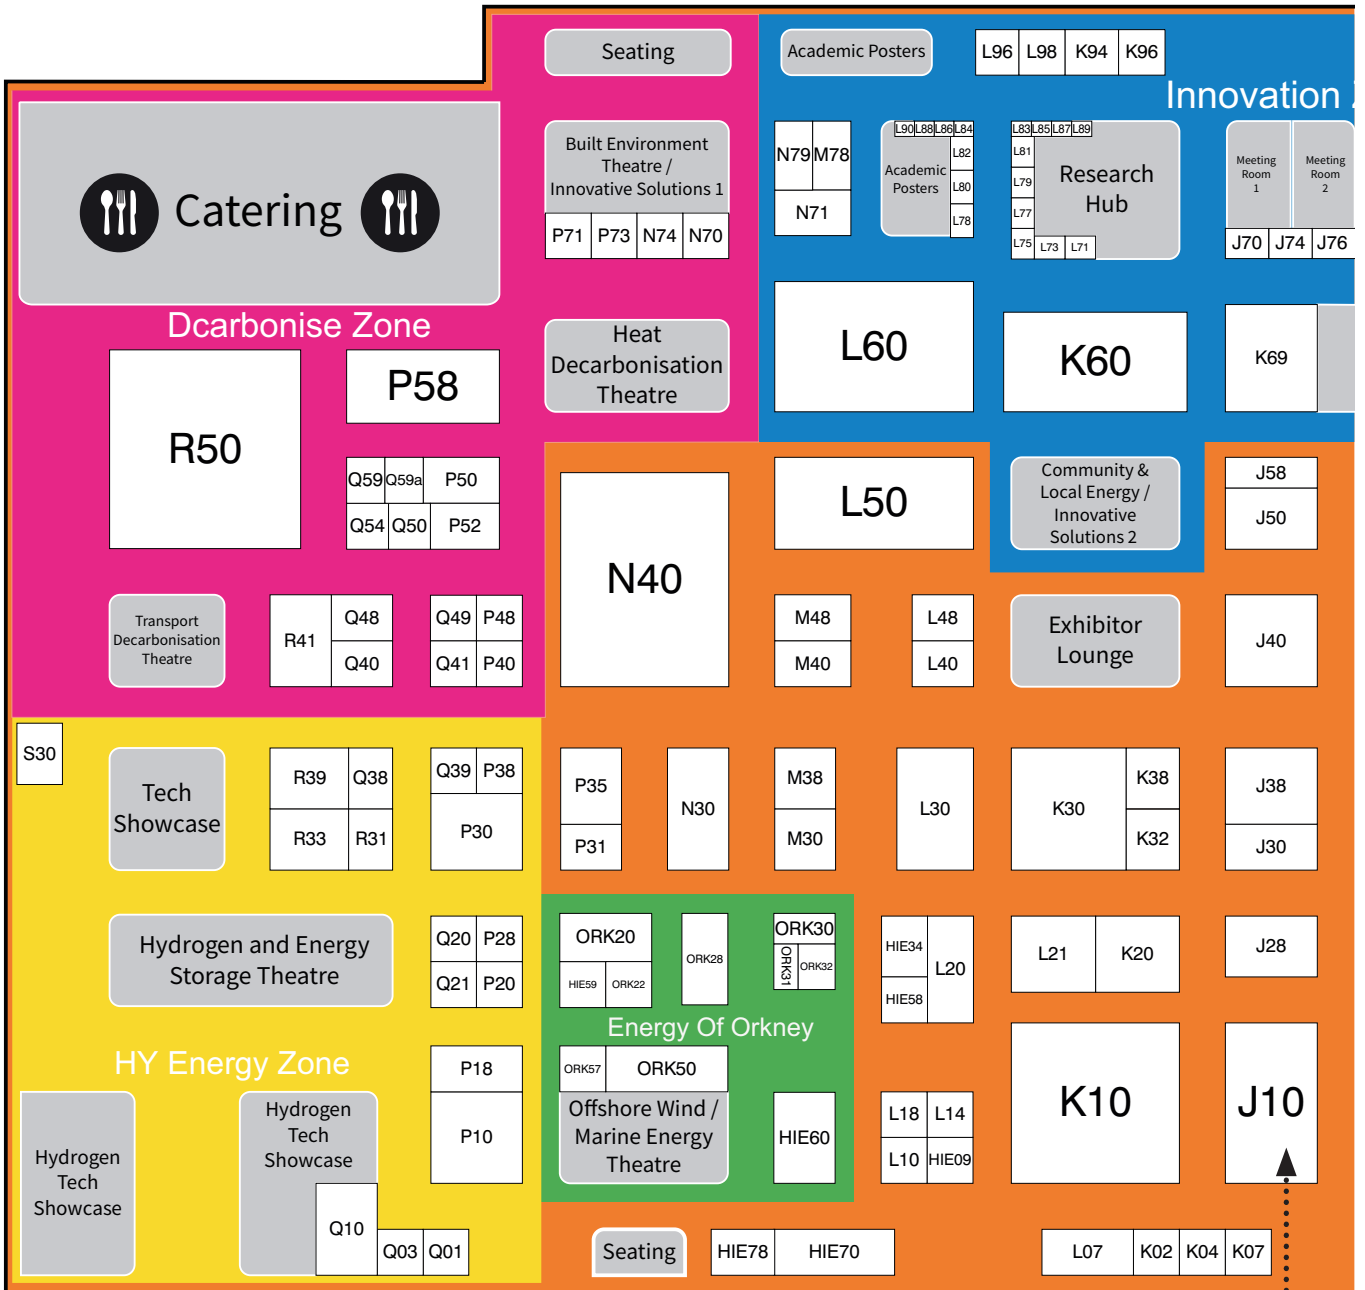 Seating
Academic Posters
L96 L98 K94 K96
Innovation
Catering
Built Environment
Theatre /
Innovative Solutions 1
P71 P73 N74 N70
N79 M78
N71
L90 L88 L86 L84
L82
L80
L78
Academic
Posters
L83 L85 L87 L89
L81
L79
L77
L75 L73 L71
Research
Hub
Meeting
Room
1
Meeting
Room
2
J70 J74 J76
Dcarbonise Zone
R50
P58
Heat
Decarbonisation
Theatre
L60
K60
K69
Q59 Q59a P50
Q54 Q50 P52
N40
L50
Community &
Local Energy /
Innovative
Solutions 2
J58
J50
Transport
Decarbonisation
Theatre
R41
Q48
Q40
Q49 P48
Q41 P40
M48
M40
L48
L40
Exhibitor
Lounge
J40
S30
Tech
Showcase
R39 Q38
R33 R31
Q39 P38
P30
P35
P31
N30
M38
M30
L30
K30
K38
K32
J38
J30
Hydrogen and Energy
Storage Theatre
Q20 P28
Q21 P20
ORK20
HIE59 ORK22
ORK28
ORK30
ORK31 ORK32
HIE34
HIE58
L20
L21 K20
J28
Energy Of Orkney
HY Energy Zone
P18
P10
ORK57 ORK50
Offshore Wind /
Marine Energy
Theatre
HIE60
L18 L14
L10 HIE09
K10
J10
Hydrogen
Tech
Showcase
Hydrogen
Tech
Showcase
Q10
Q03 Q01
Seating
HIE78 HIE70
L07 K02 K04 K07